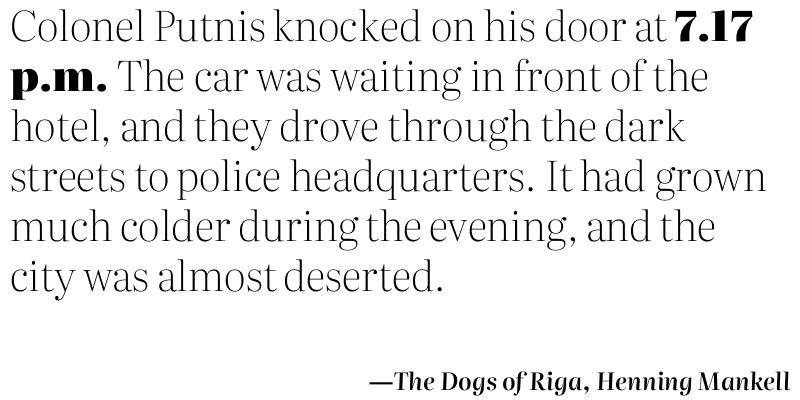 Colonel Putnis knocked on his door at 7.17
p.m. The car was waiting in front of the
hotel, and they drove through the dark
streets to police headquarters. It had grown
much colder during the evening, and the
city was almost deserted.
—The Dogs of Riga, Henning Mankell